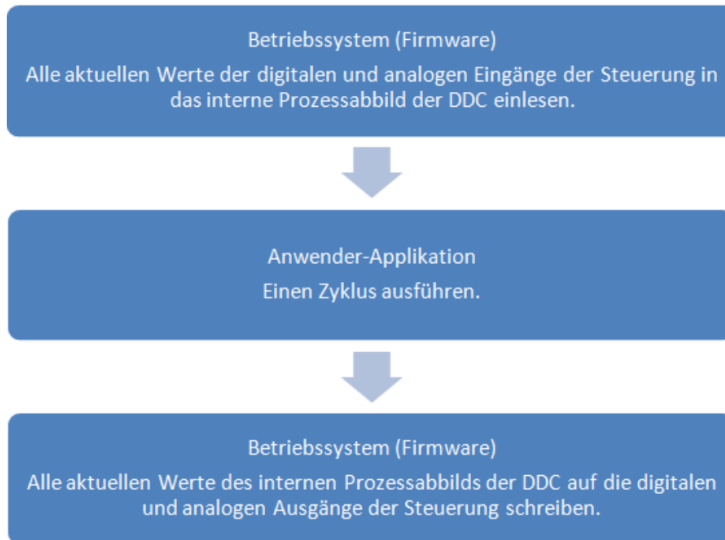 Betriebssystem (Firmware)
Alle aktuellen Werte der digitalen und analogen Eingänge der Steuerung in
das interne Prozessabbild der DDC einlesen.
Anwender-Applikation
Einen Zyklus ausführen.
Betriebssystem (Firmware)
Alle aktuellen Werte des internen Prozessabbilds der DDC auf die digitalen
und analogen Ausgänge der Steuerung schreiben.